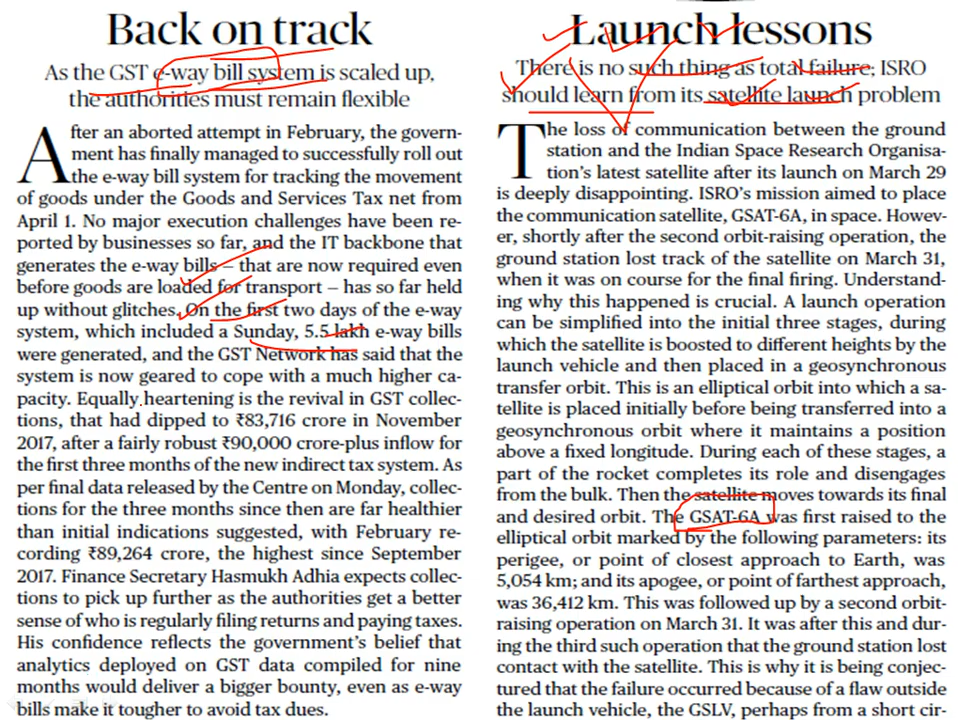 Back on track
As the GST e-way bill system is scaled up,
the authorities must remain flexible
After an aborted attempt in February, the govern-
ment has finally managed to successfully roll out
the e-way bill system for tracking the movement
of goods under the Goods and Services Tax net from
April 1. No major execution challenges have been re-
ported by businesses so far, and the IT backbone that
generates the e-way bills – that are now required even
before goods are loaded for transport – has so far held
up without glitches. On the first two days of the e-way
system, which included a Sunday, 5.5 lakh e-way bills
were generated, and the GST Network has said that the
system is now geared to cope with a much higher ca-
pacity. Equally heartening is the revival in GST collec-
tions, that had dipped to ₹83,716 crore in November
2017, after a fairly robust ₹90,000 crore-plus inflow for
the first three months of the new indirect tax system. As
per final data released by the Centre on Monday, collec-
tions for the three months since then are far healthier
than initial indications suggested, with February re-
cording ₹89,264 crore, the highest since September
2017. Finance Secretary Hasmukh Adhia expects collec-
tions to pick up further as the authorities get a better
sense of who is regularly filing returns and paying taxes.
His confidence reflects the government's belief that
analytics deployed on GST data compiled for nine
months would deliver a bigger bounty, even as e-way
bills make it tougher to avoid tax dues.
Launch lessons
There is no such thing as total failure; ISRO
should learn from its satellite launch problem
The loss of communication between the ground
station and the Indian Space Research Organisa-
tion's latest satellite after its launch on March 29
is deeply disappointing. ISRO's mission aimed to place
the communication satellite, GSAT-6A, in space. Howev-
er, shortly after the second orbit-raising operation, the
ground station lost track of the satellite on March 31,
when it was on course for the final firing. Understand-
ing why this happened is crucial. A launch operation
can be simplified into the initial three stages, during
which the satellite is boosted to different heights by the
launch vehicle and then placed in a geosynchronous
transfer orbit. This is an elliptical orbit into which a sa-
tellite is placed initially before being transferred into a
geosynchronous orbit where it maintains a position
above a fixed longitude. During each of these stages, a
part of the rocket completes its role and disengages
from the bulk. Then the satellite moves towards its final
and desired orbit. The GSAT-6A was first raised to the
elliptical orbit marked by the following parameters: its
perigee, or point of closest approach to Earth, was
5,054 km; and its apogee, or point of farthest approach,
was 36,412 km. This was followed up by a second orbit-
raising operation on March 31. It was after this and dur-
ing the third such operation that the ground station lost
contact with the satellite. This is why it is being conjec-
tured that the failure occurred because of a flaw outside
the launch vehicle, the GSLV, perhaps from a short cir-